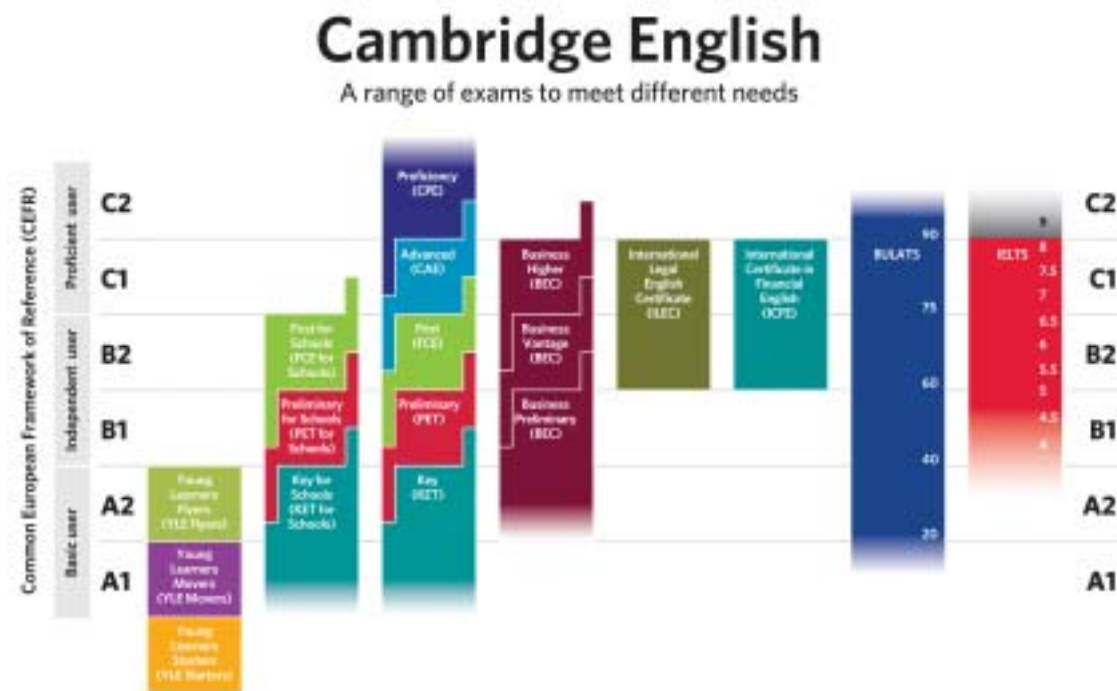 Cambridge English
A range of exams to meet different needs
Common European Framework of Reference (CEFR)
Proficient user
Independent user
Basic user
C2
C1
B2
B1
A2
A1
Young
Learners
Flyers
(YLE Flyers)
Young
Learners
Movers
(YLE Movers)
Young
Learners
Starters
(YLE Starters)
First for
Schools
(FCE for
Schools)
Preliminary
for Schools
(PET for
Schools)
Key for
Schools
(KET for
Schools)
Proficiency
(CPE)
Advanced
(CAE)
First
(FCE)
Preliminary
(PET)
Key
(KET)
Business
Higher
(BEC)
Business
Vantage
(BEC)
Business
Preliminary
(BEC)
International
Legal
English
Certificate
(ILEC)
International
Certificate in
Financial
English
(ICFE)
BULATS
90
75
60
40
20
IELTS
9
8
7.5
7
6.5
6
5.5
5
4.5
4
C2
C1
B2
B1
A2
A1